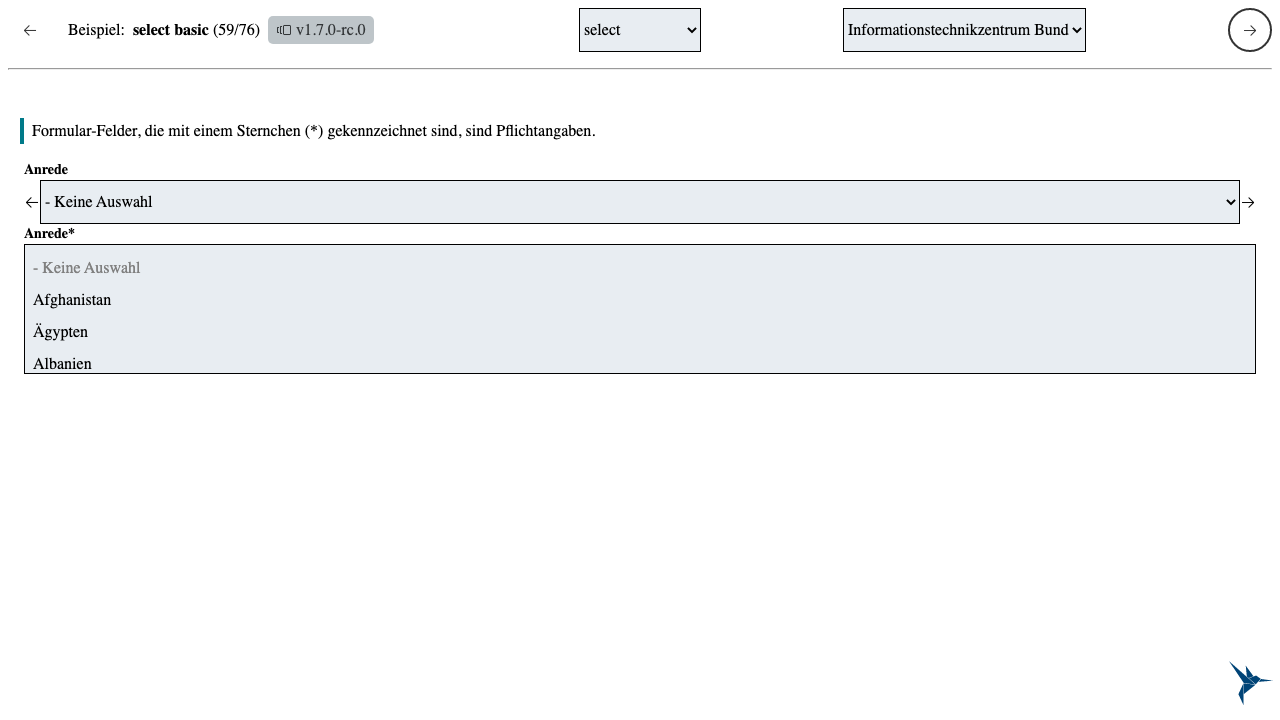 Beispiel: select basic (59/76) v1.7.0-rc.0 select Informationstechnikzentrum Bund
Formular-Felder, die mit einem Sternchen (*) gekennzeichnet sind, sind Pflichtangaben.
Anrede
- Keine Auswahl
Anrede*
- Keine Auswahl
Afghanistan
Ägypten
Albanien